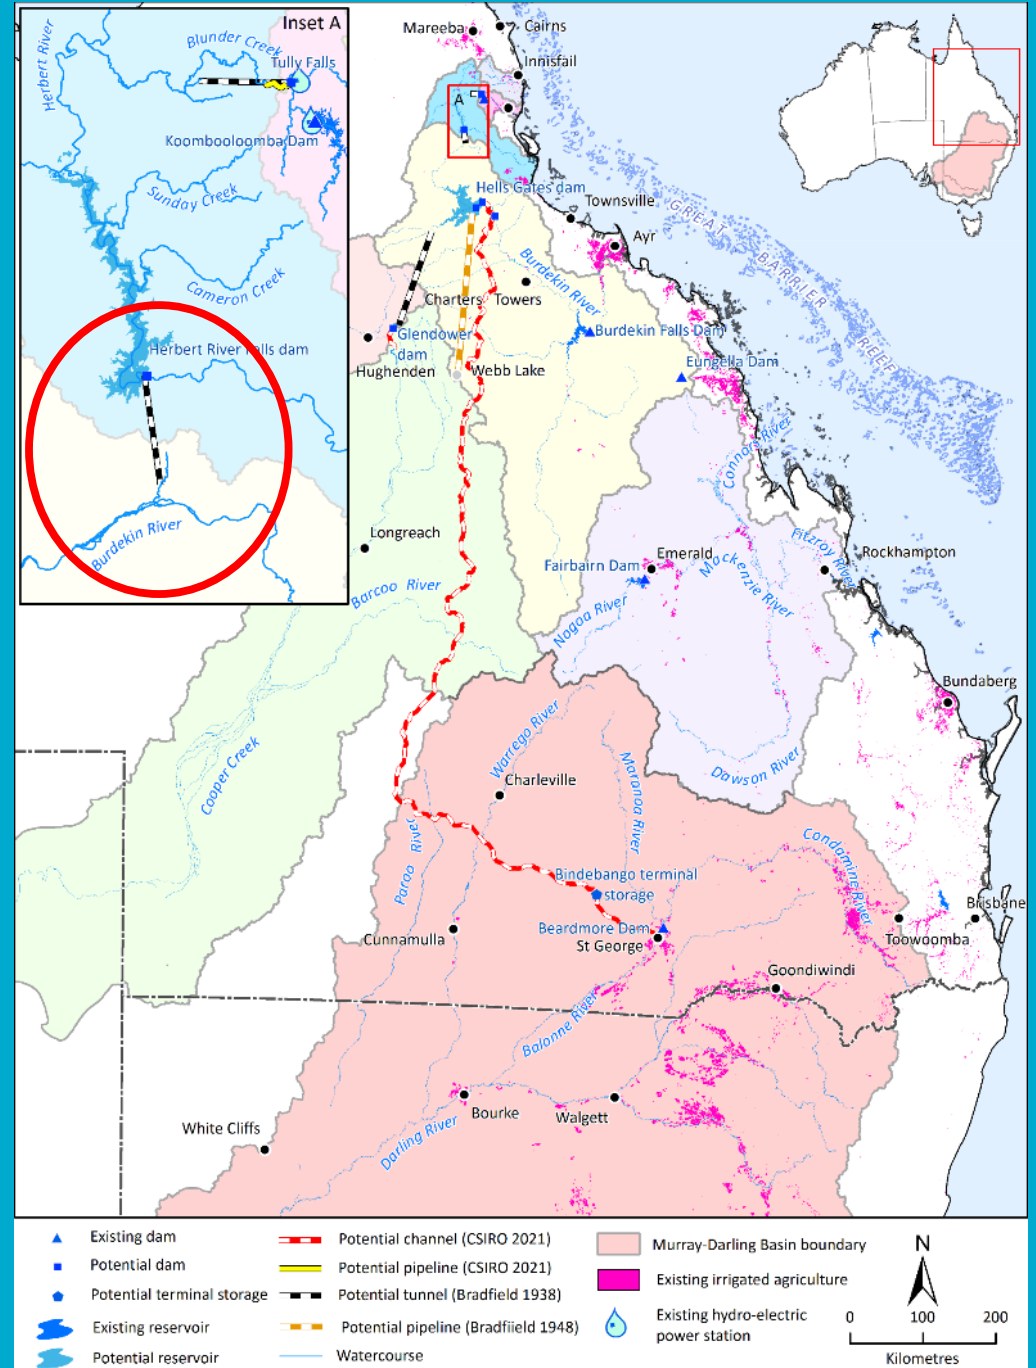 Inset A
Herbert River
Blunder Creek
Tully Falls
Koombooloomba Dam
Sunday Creek
Cameron Creek
Herbert River Falls dam
Burdekin River
Mareeba
Cairns
Innisfail
A
Hells Gates dam
Townsville
Ayr
GREAT BARRIER REEF
Burdekin River
Charters Towers
Glendower
dam
Burdekin Falls Dam
Eungella Dam
Hughenden
Webb Lake
Connors River
Longreach
Emerald
Mackenzie River
Fitzroy River
Rockhampton
Fairbairn Dam
Barcoo River
Nogoa River
Bundaberg
Cooper Creek
Warrego River
Maranoa River
Dawson River
Charleville
Paroo River
Condamine River
Bindebango terminal
storage
Brisbane
Cunnamulla
Beardmore Dam
St George
Toowoomba
Goondiwindi
Balonne River
Bourke
Walgett
White Cliffs
Darling River
Existing dam
Potential dam
Potential terminal storage
Existing reservoir
Potential reservoir
Potential channel (CSIRO 2021)
Potential pipeline (CSIRO 2021)
Potential tunnel (Bradfield 1938)
Potential pipeline (Bradfiield 1948)
Watercourse
Murray-Darling Basin boundary
Existing irrigated agriculture
Existing hydro-electric
power station
N
0 100 200
Kilometres